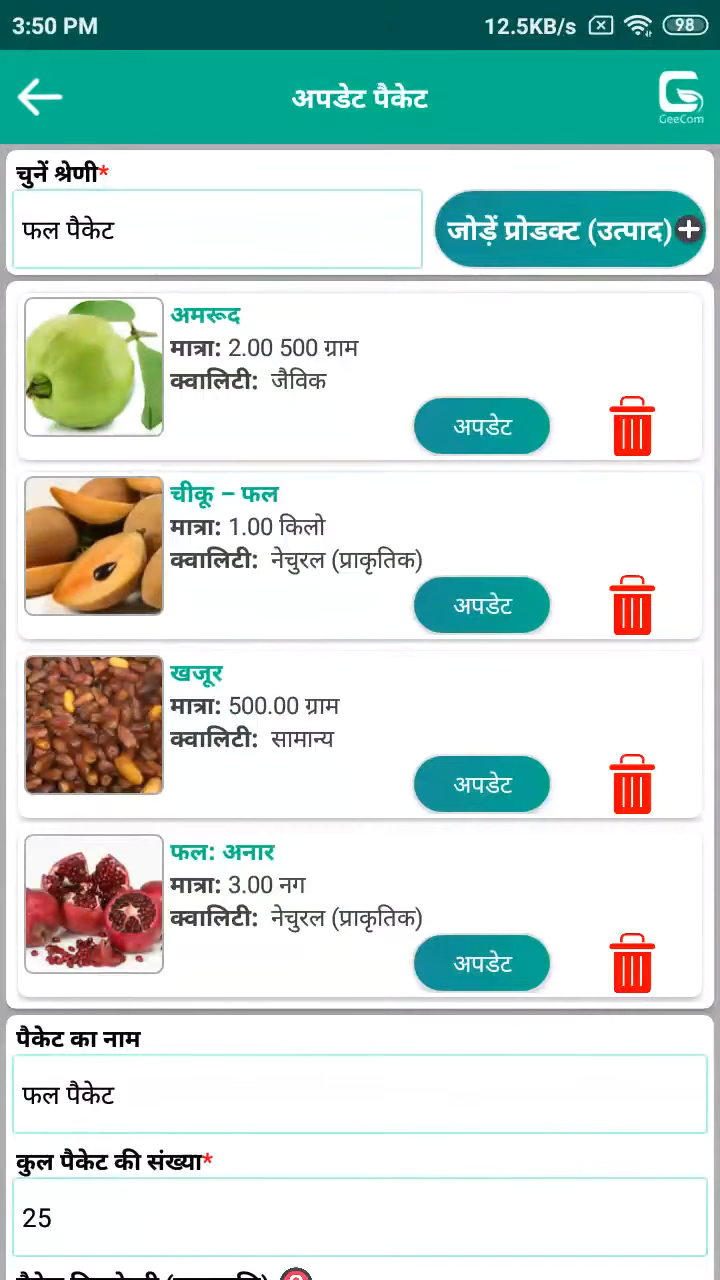 3:50 PM 12.5KB/s 98
अपडेट पैकेट
GeeCom
चुनें श्रेणी*
फल पैकेट
जोड़ें प्रोडक्ट (उत्पाद)
अमरूद
मात्रा: 2.00 500 ग्राम
क्वालिटी: जैविक
अपडेट
चीकू – फल
मात्रा: 1.00 किलो
क्वालिटी: नेचुरल (प्राकृतिक)
अपडेट
खजूर
मात्रा: 500.00 ग्राम
क्वालिटी: सामान्य
अपडेट
फल: अनार
मात्रा: 3.00 नग
क्वालिटी: नेचुरल (प्राकृतिक)
अपडेट
पैकेट का नाम
फल पैकेट
कुल पैकेट की संख्या*
25